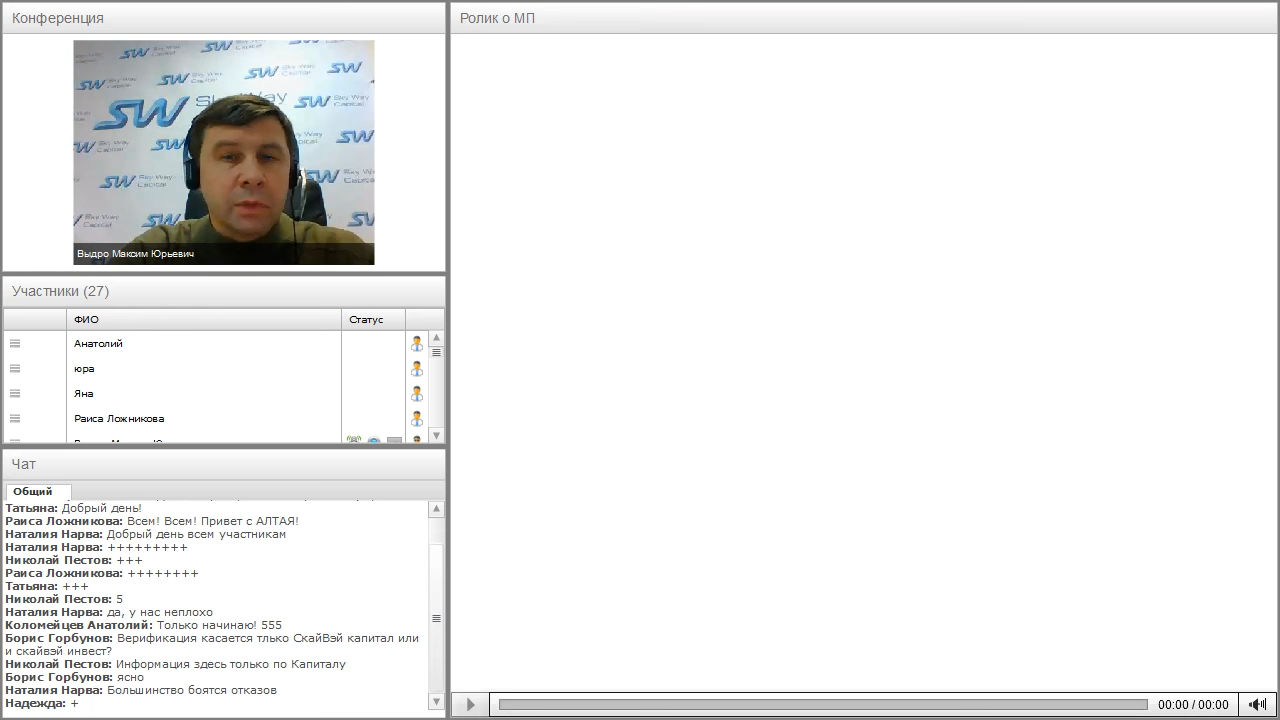 Конференция
SW Sky Way Capital
Выдро Максим Юрьевич
Участники (27)
ФИО Статус
Анатолий
юра
Яна
Раиса Ложникова
Чат
Общий
Татьяна: Добрый день!
Раиса Ложникова: Всем! Всем! Привет с АЛТАЯ!
Наталия Нарва: Добрый день всем участникам
Наталия Нарва: +++++++++
Николай Пестов: +++
Раиса Ложникова: ++++++++
Татьяна: +++
Николай Пестов: 5
Наталия Нарва: да, у нас неплохо
Коломейцев Анатолий: Только начинаю! 555
Борис Горбунов: Верификация касается тлько СкайВэй капитал или
и скайвэй инвест?
Николай Пестов: Информация здесь только по Капиталу
Борис Горбунов: ясно
Наталия Нарва: Большинство боятся отказов
Надежда: +
Ролик о МП
00:00 / 00:00